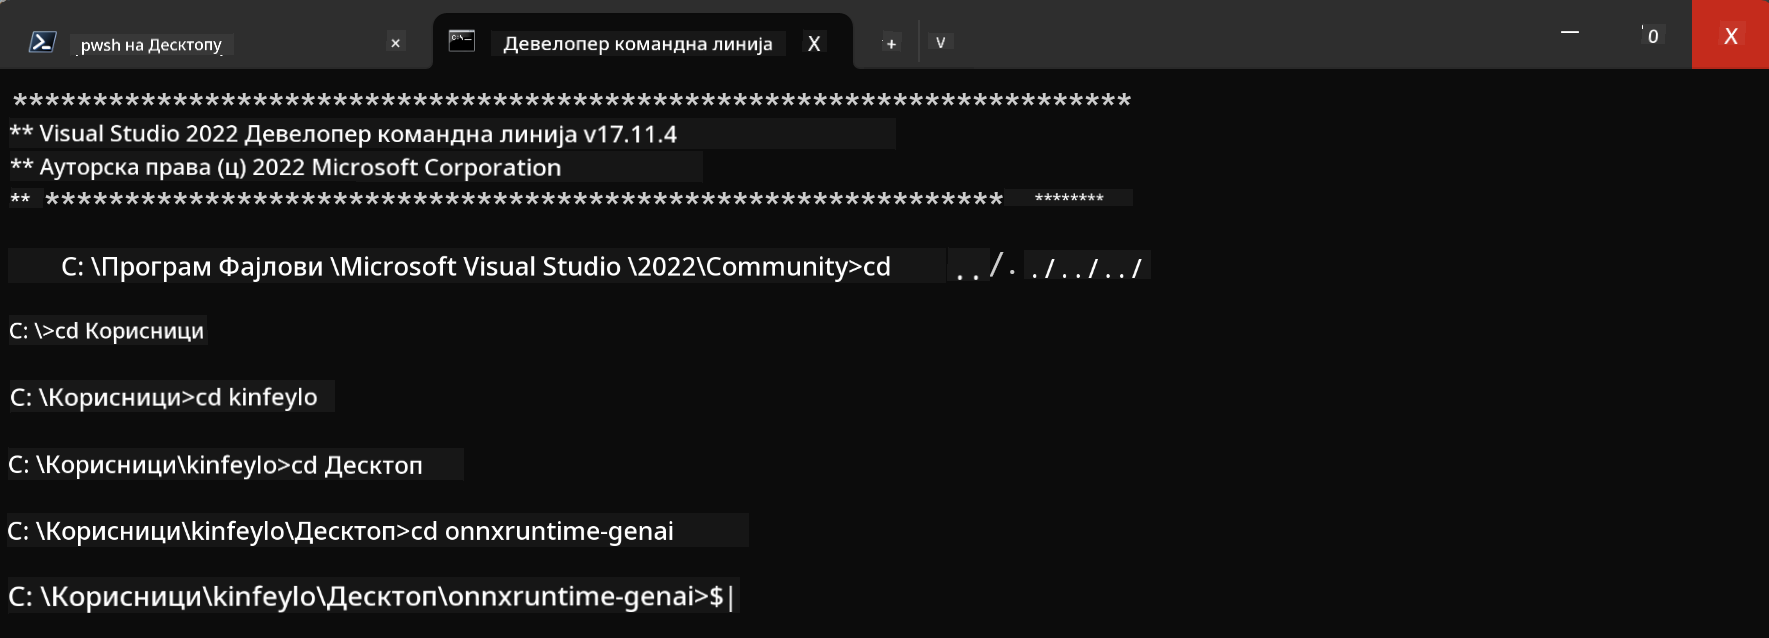 pwsh на Десктопу × Девелопер командна линија X + v — 0 X
**********************************************************************
** Visual Studio 2022 Девелопер командна линија v17.11.4
** Ауторска права (ц) 2022 Microsoft Corporation
** ************************************************************ ********
C: \Програм Фајлови \Microsoft Visual Studio \2022\Community>cd ../../../../
C: \>cd Корисници
C: \Корисници>cd kinfeylo
C: \Корисници\kinfeylo>cd Десктоп
C: \Корисници\kinfeylo\Десктоп>cd onnxruntime-genai
C: \Корисници\kinfeylo\Десктоп\onnxruntime-genai>$|